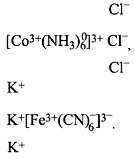 Cl⁻
[Co³⁺(NH₃)₆⁰]³⁺ Cl⁻,
Cl⁻
K⁺
K⁺[Fe³⁺(CN)₆⁻]³⁻.
K⁺